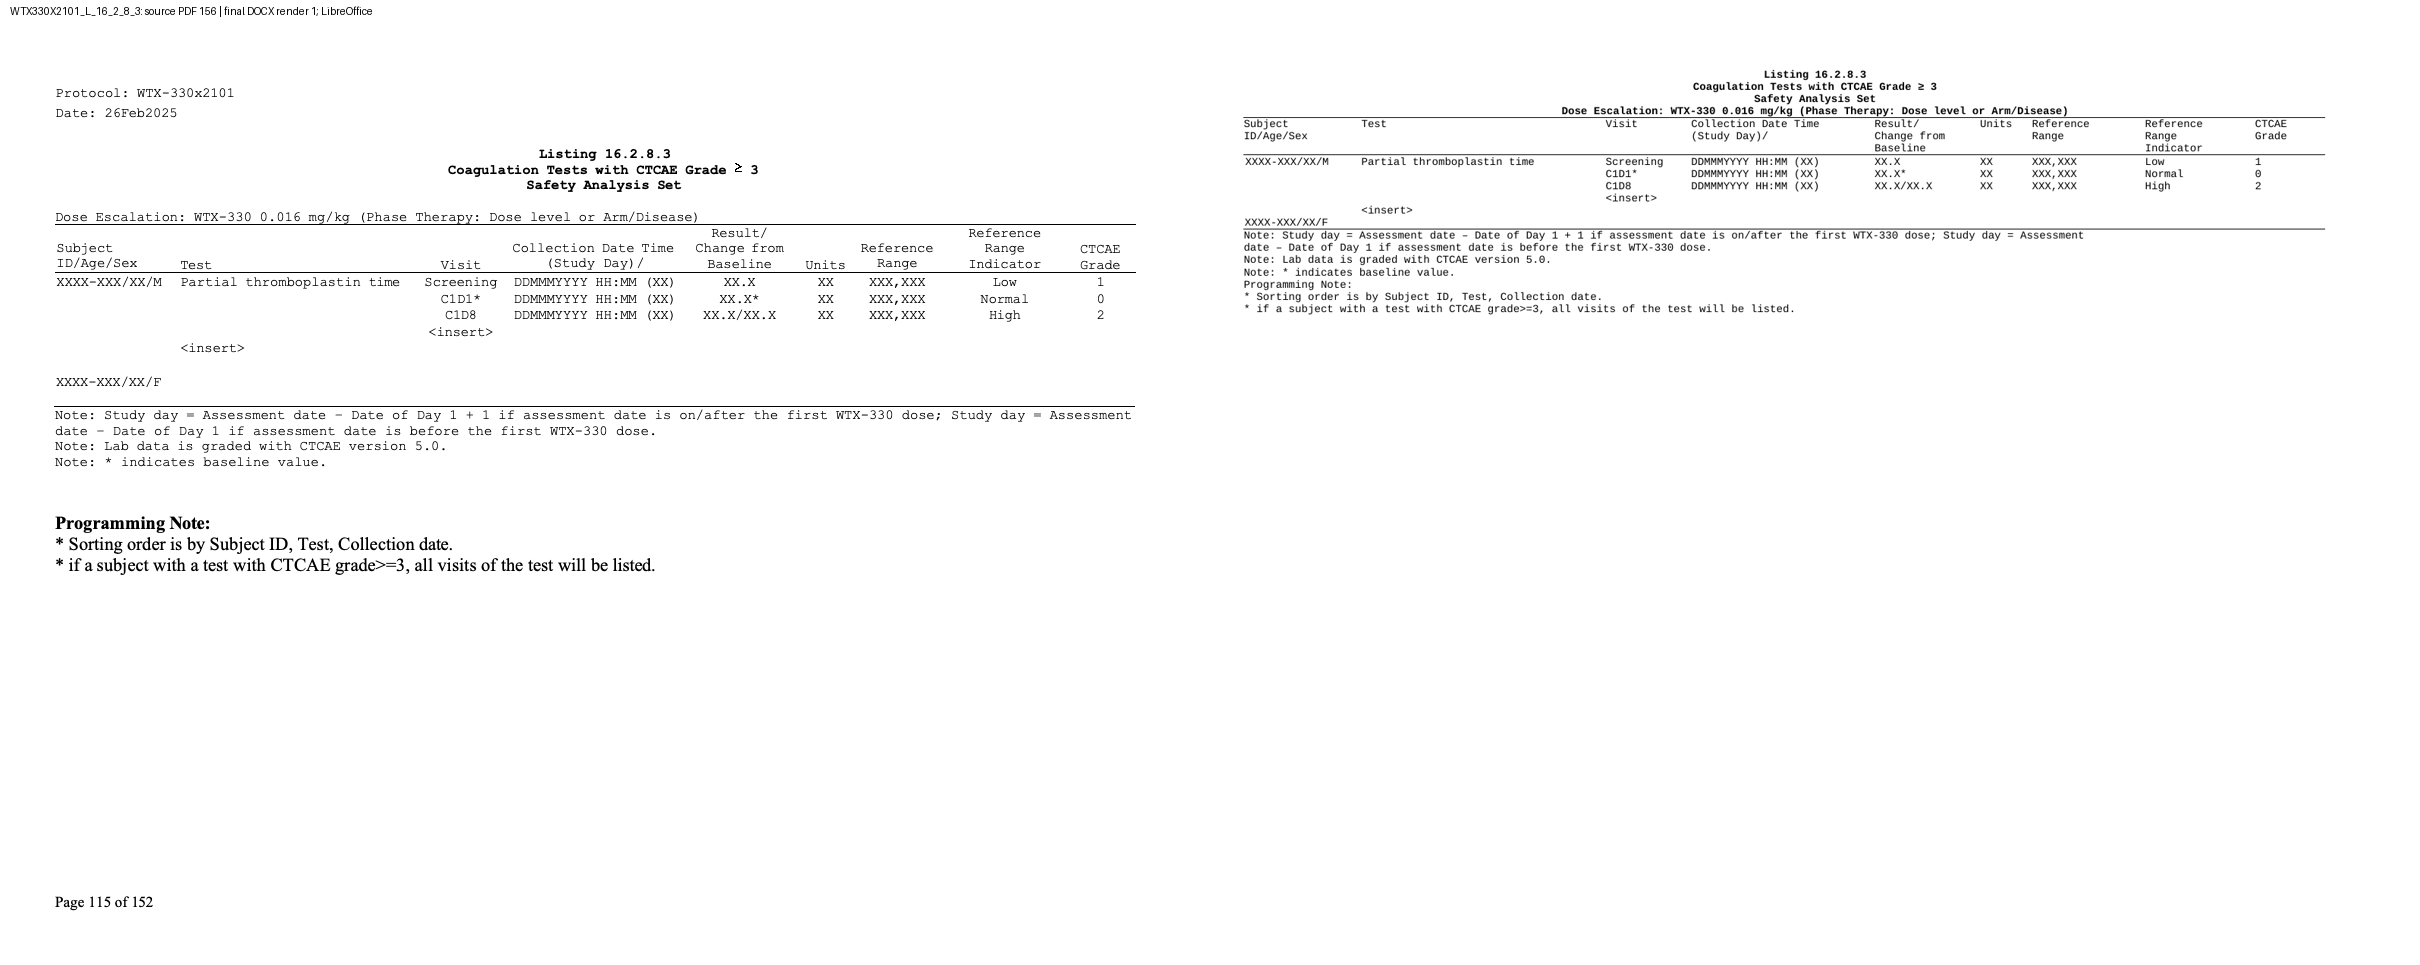 WTX330X2101_L_16_2_8_3: source PDF 156 | final DOCX render 1; LibreOffice
Protocol: WTX-330x2101
Date: 26Feb2025
Listing 16.2.8.3
Coagulation Tests with CTCAE Grade ≥ 3
Safety Analysis Set
Dose Escalation: WTX-330 0.016 mg/kg (Phase Therapy: Dose level or Arm/Disease)
Result/ Reference
Subject Collection Date Time Change from Reference Range CTCAE
ID/Age/Sex Test Visit (Study Day)/ Baseline Units Range Indicator Grade
XXXX-XXX/XX/M Partial thromboplastin time Screening DDMMMYYYY HH:MM (XX) XX.X XX XXX,XXX Low 1
C1D1* DDMMMYYYY HH:MM (XX) XX.X* XX XXX,XXX Normal 0
C1D8 DDMMMYYYY HH:MM (XX) XX.X/XX.X XX XXX,XXX High 2
<insert>
<insert>
XXXX-XXX/XX/F
Note: Study day = Assessment date – Date of Day 1 + 1 if assessment date is on/after the first WTX-330 dose; Study day = Assessment
date – Date of Day 1 if assessment date is before the first WTX-330 dose.
Note: Lab data is graded with CTCAE version 5.0.
Note: * indicates baseline value.
Programming Note:
* Sorting order is by Subject ID, Test, Collection date.
* if a subject with a test with CTCAE grade>=3, all visits of the test will be listed.
Page 115 of 152
Listing 16.2.8.3
Coagulation Tests with CTCAE Grade ≥ 3
Safety Analysis Set
Dose Escalation: WTX-330 0.016 mg/kg (Phase Therapy: Dose level or Arm/Disease)
Subject Test Visit Collection Date Time Result/ Units Reference Reference CTCAE
ID/Age/Sex (Study Day)/ Change from Range Range Grade
Baseline Indicator
XXXX-XXX/XX/M Partial thromboplastin time Screening DDMMMYYYY HH:MM (XX) XX.X XX XXX,XXX Low 1
C1D1* DDMMMYYYY HH:MM (XX) XX.X* XX XXX,XXX Normal 0
C1D8 DDMMMYYYY HH:MM (XX) XX.X/XX.X XX XXX,XXX High 2
<insert>
<insert>
XXXX-XXX/XX/F
Note: Study day = Assessment date – Date of Day 1 + 1 if assessment date is on/after the first WTX-330 dose; Study day = Assessment
date – Date of Day 1 if assessment date is before the first WTX-330 dose.
Note: Lab data is graded with CTCAE version 5.0.
Note: * indicates baseline value.
Programming Note:
* Sorting order is by Subject ID, Test, Collection date.
* if a subject with a test with CTCAE grade>=3, all visits of the test will be listed.